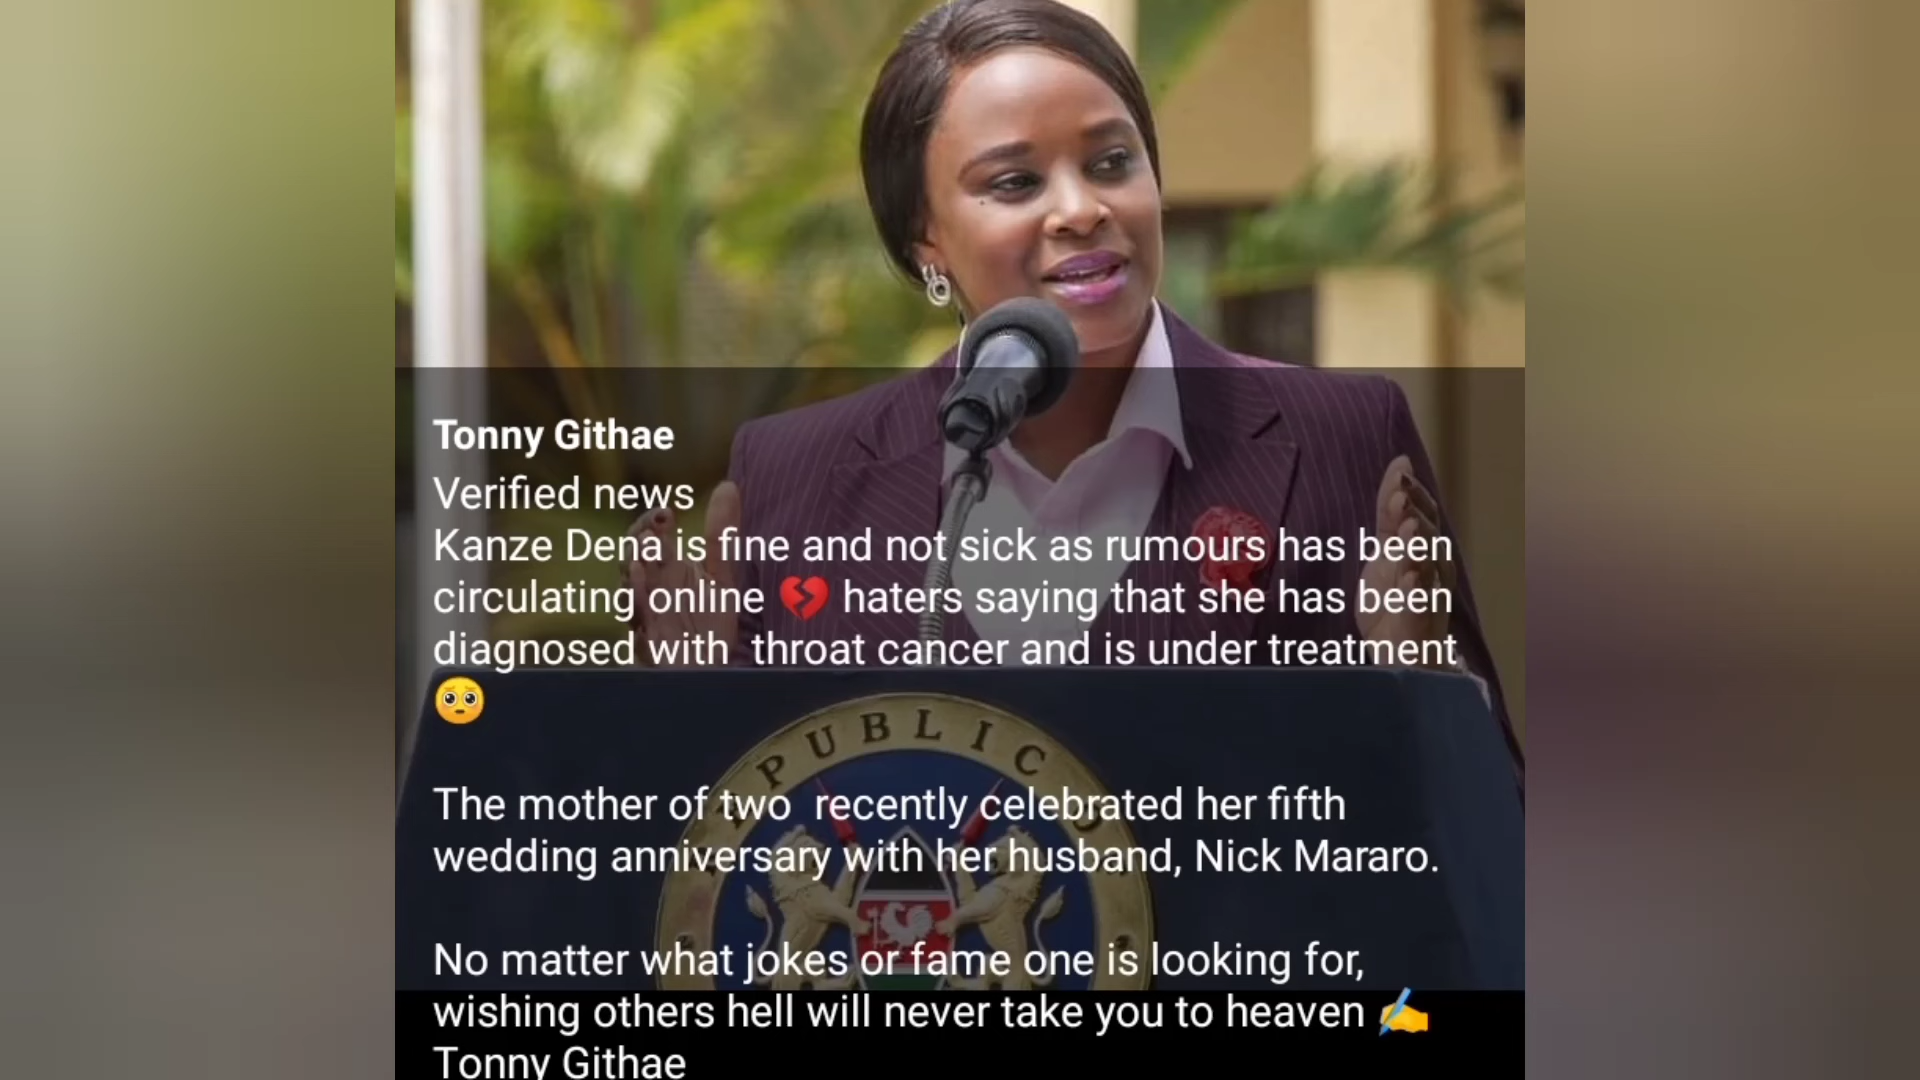 Tonny Githae
Verified news
Kanze Dena is fine and not sick as rumours has been
circulating online 💔 haters saying that she has been
diagnosed with  throat cancer and is under treatment
🥺
The mother of two  recently celebrated her fifth
wedding anniversary with her husband, Nick Mararo.
No matter what jokes or fame one is looking for,
wishing others hell will never take you to heaven ✍️
Tonny Githae
REPUBLIC O